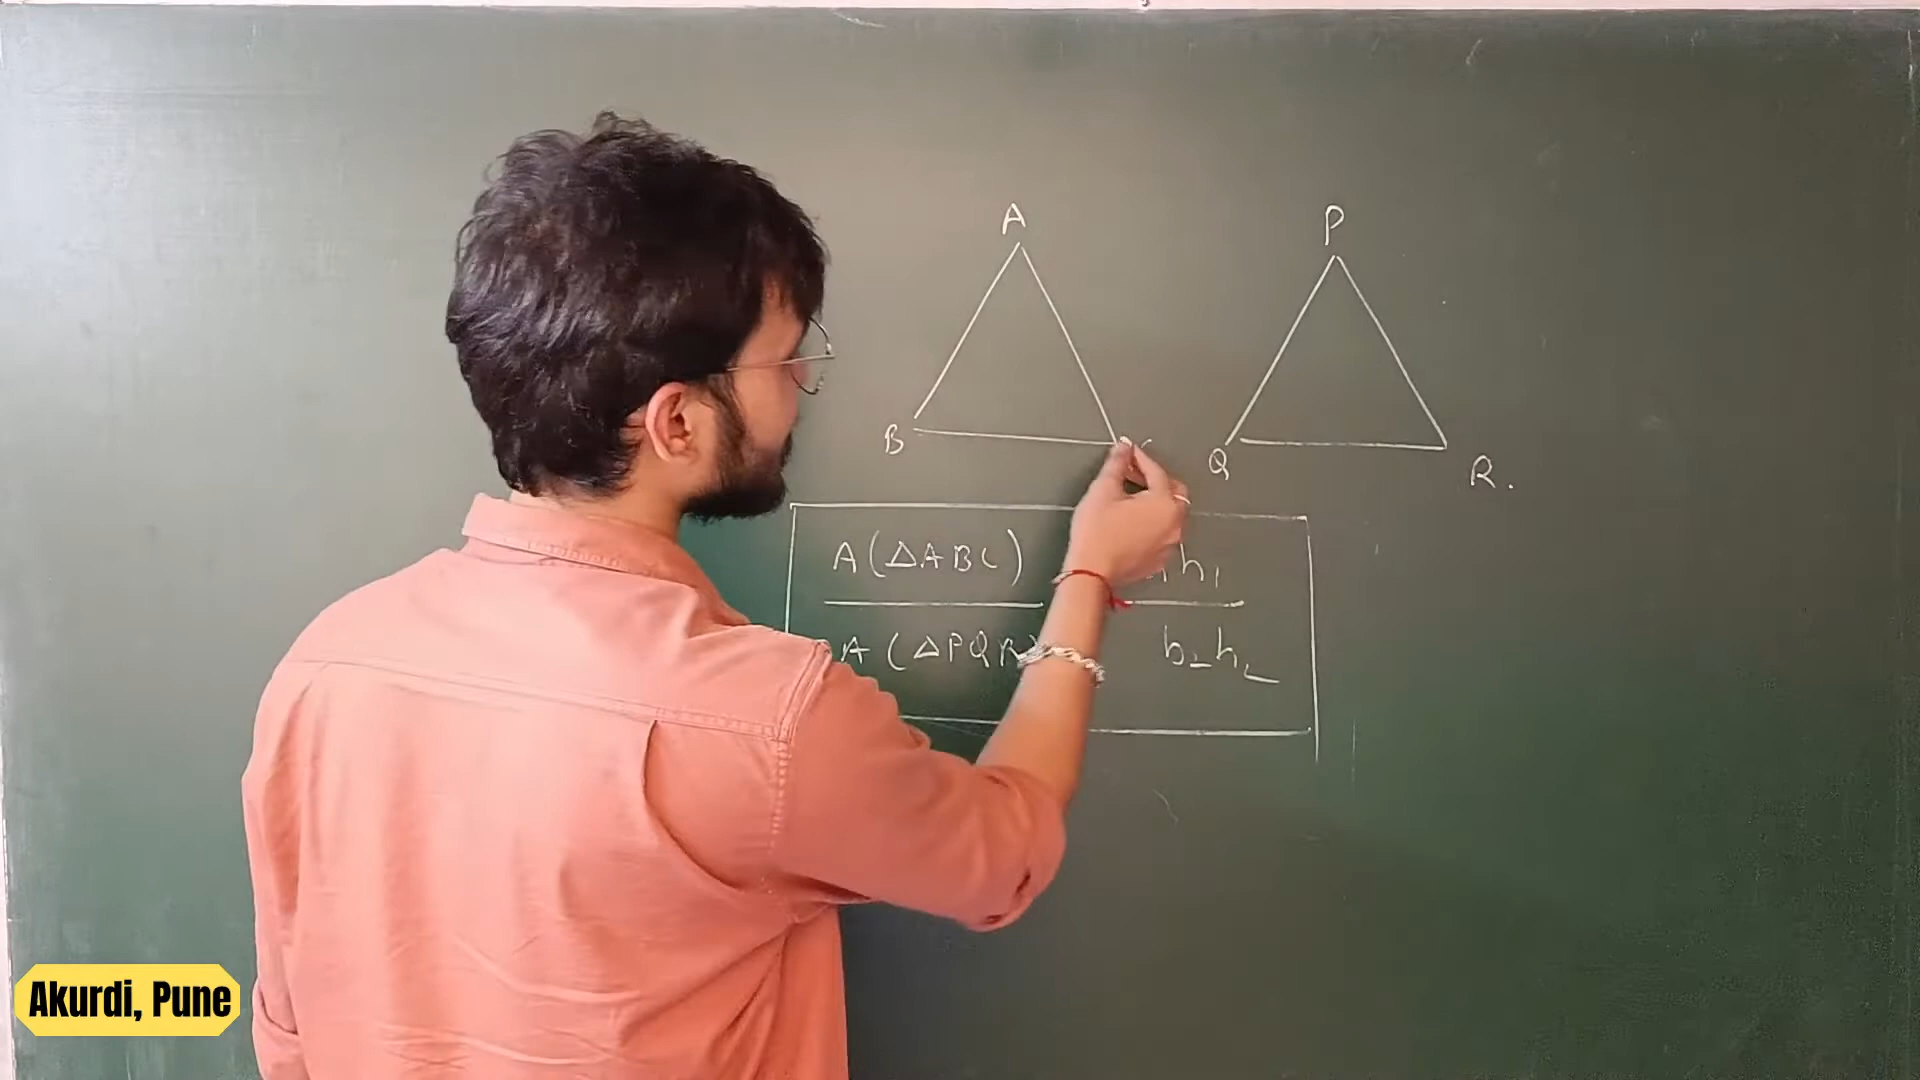 A P
B Q R.
A(△ABC) h₁
A(△PQR) b₂h₂
Akurdi, Pune